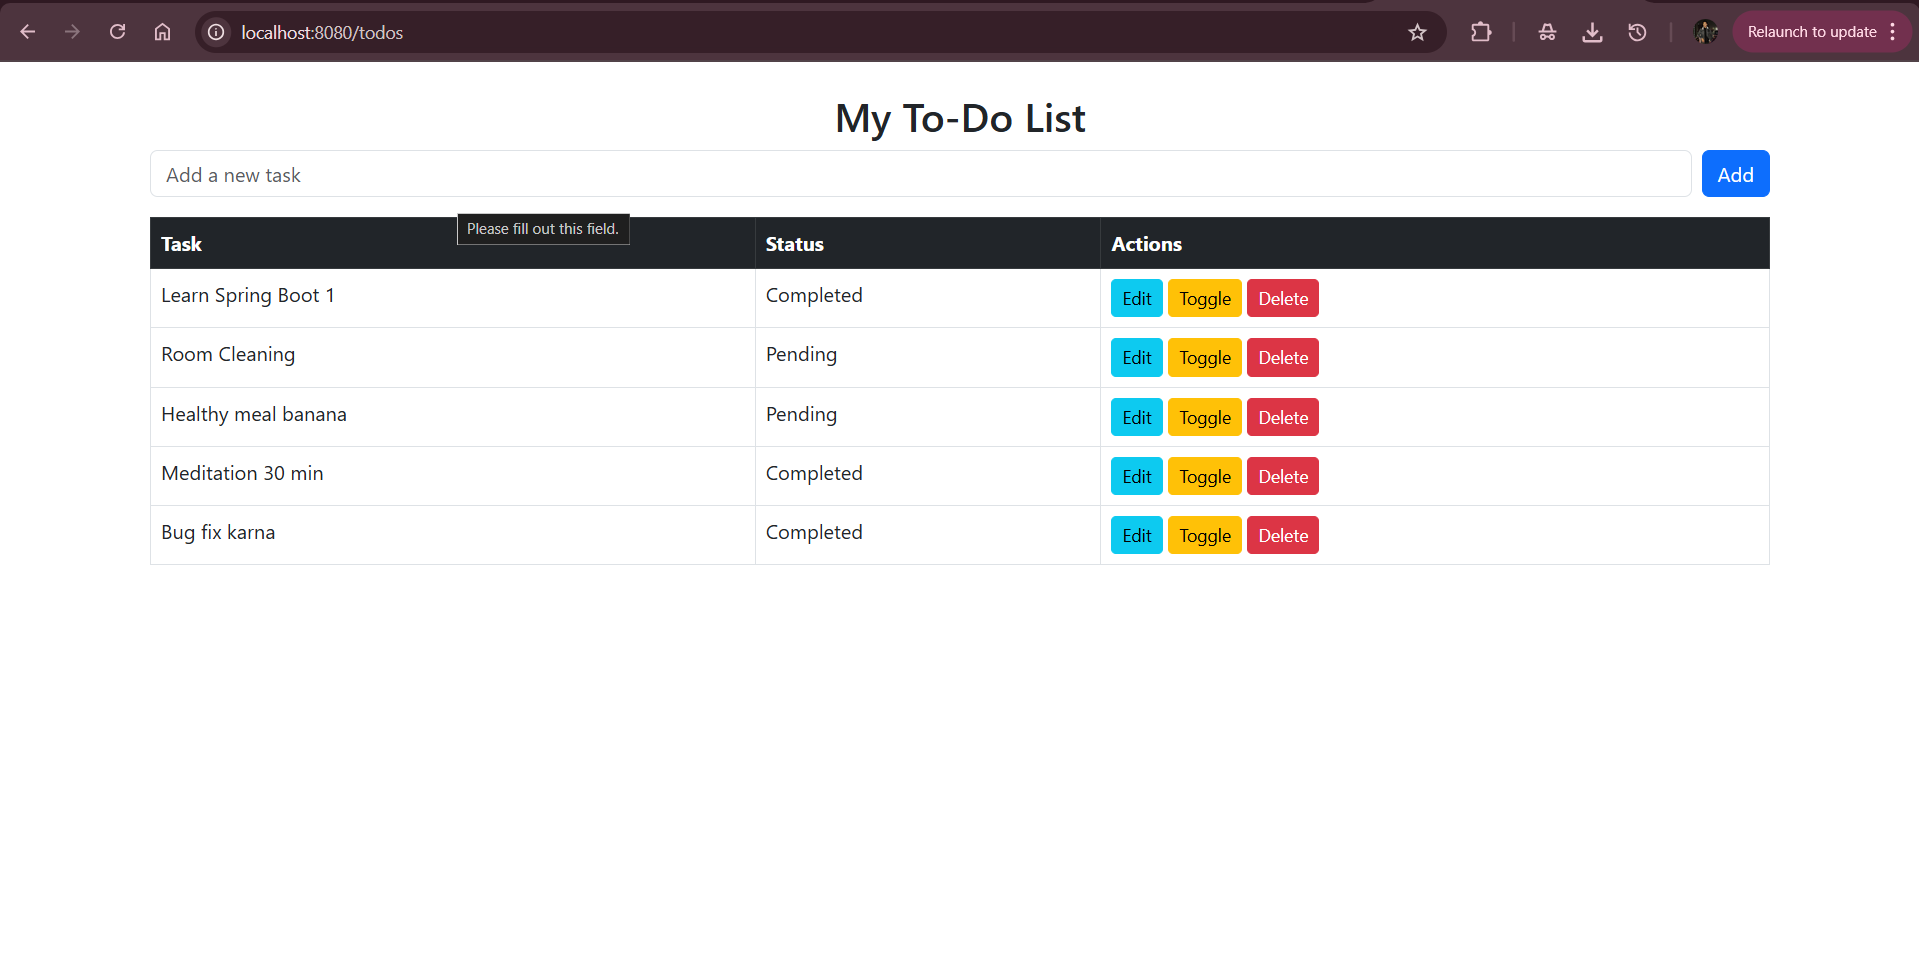 localhost:8080/todos
Relaunch to update
My To-Do List
Add a new task
Add
Please fill out this field.
Task Status Actions
Learn Spring Boot 1 Completed Edit Toggle Delete
Room Cleaning Pending Edit Toggle Delete
Healthy meal banana Pending Edit Toggle Delete
Meditation 30 min Completed Edit Toggle Delete
Bug fix karna Completed Edit Toggle Delete